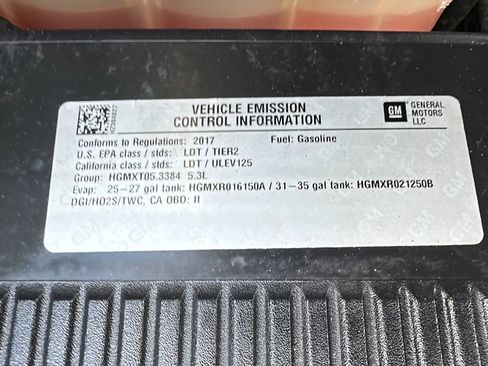 VEHICLE EMISSION
CONTROL INFORMATION
GM
GENERAL
MOTORS
LLC
Conforms to Regulations: 2017 Fuel: Gasoline
U.S. EPA class / stds: LDT / TIER2
California class / stds: LDT / ULEV125
Group: HGMXT05.3384 5.3L
Evap: 25-27 gal tank: HGMXR016150A / 31-35 gal tank: HGMXR021250B
DGI/HO2S/TWC, CA OBD: II